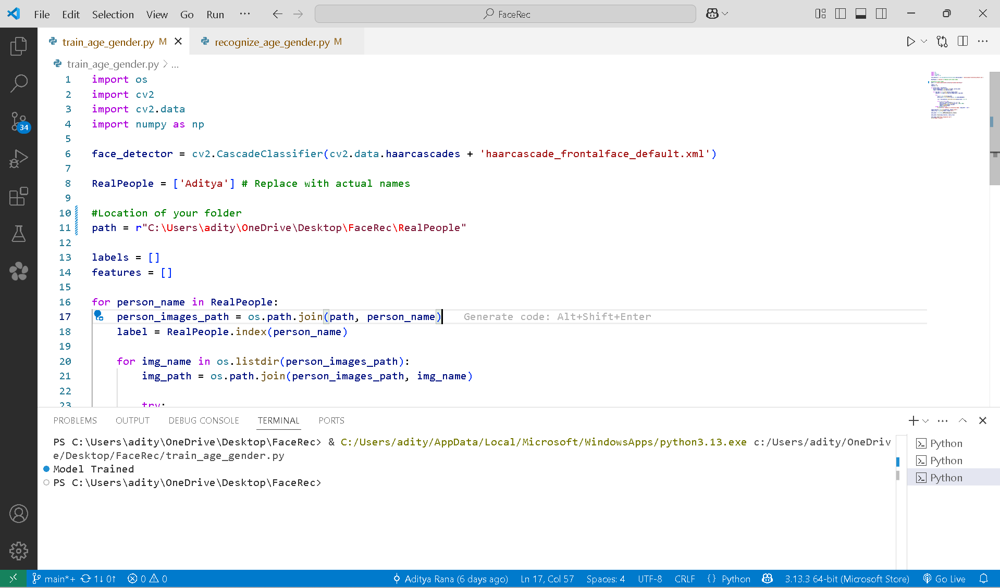 File Edit Selection View Go Run ··· FaceRec
train_age_gender.py M recognize_age_gender.py M
train_age_gender.py > ...
1 import os
2 import cv2
3 import cv2.data
4 import numpy as np
5
6 face_detector = cv2.CascadeClassifier(cv2.data.haarcascades + 'haarcascade_frontalface_default.xml')
7
8 RealPeople = ['Aditya'] # Replace with actual names
9
10 #Location of your folder
11 path = r"C:\Users\adity\OneDrive\Desktop\FaceRec\RealPeople"
12
13 labels = []
14 features = []
15
16 for person_name in RealPeople:
17 person_images_path = os.path.join(path, person_name) Generate code: Alt+Shift+Enter
18 label = RealPeople.index(person_name)
19
20 for img_name in os.listdir(person_images_path):
21 img_path = os.path.join(person_images_path, img_name)
22
23 try:
34
PROBLEMS OUTPUT DEBUG CONSOLE TERMINAL PORTS
PS C:\Users\adity\OneDrive\Desktop\FaceRec> & C:/Users/adity/AppData/Local/Microsoft/WindowsApps/python3.13.exe c:/Users/adity/OneDriv
e/Desktop/FaceRec/train_age_gender.py
Model Trained
PS C:\Users\adity\OneDrive\Desktop\FaceRec>
Python
Python
Python
main*+ 1↓ 0↑ 0 0 Aditya Rana (6 days ago) Ln 17, Col 57 Spaces: 4 UTF-8 CRLF {} Python 3.13.3 64-bit (Microsoft Store) Go Live